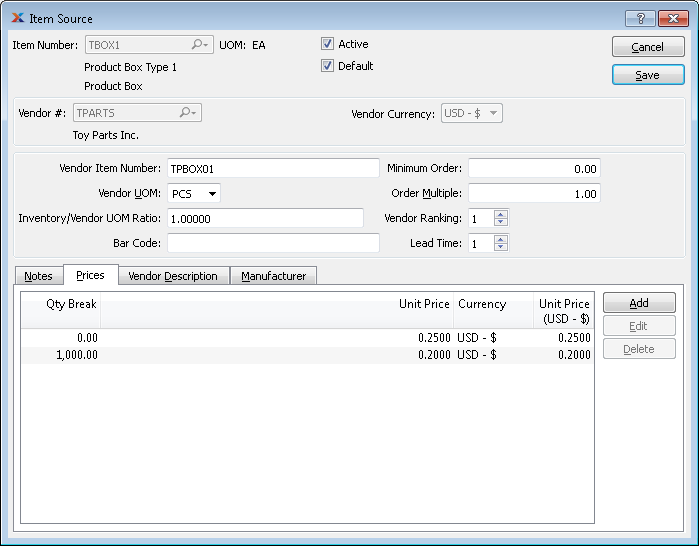 Item Source
Item Number: TBOX1 UOM: EA
Active
Cancel
Product Box Type 1
Default
Product Box
Save
Vendor #: TPARTS
Vendor Currency: USD - $
Toy Parts Inc.
Vendor Item Number: TPBOX01
Minimum Order: 0.00
Vendor UOM: PCS
Order Multiple: 1.00
Inventory/Vendor UOM Ratio: 1.00000
Vendor Ranking: 1
Bar Code:
Lead Time: 1
Notes Prices Vendor Description Manufacturer
Qty Break Unit Price Currency Unit Price
(USD - $)
0.00 0.2500 USD - $ 0.2500
1,000.00 0.2000 USD - $ 0.2000
Add
Edit
Delete